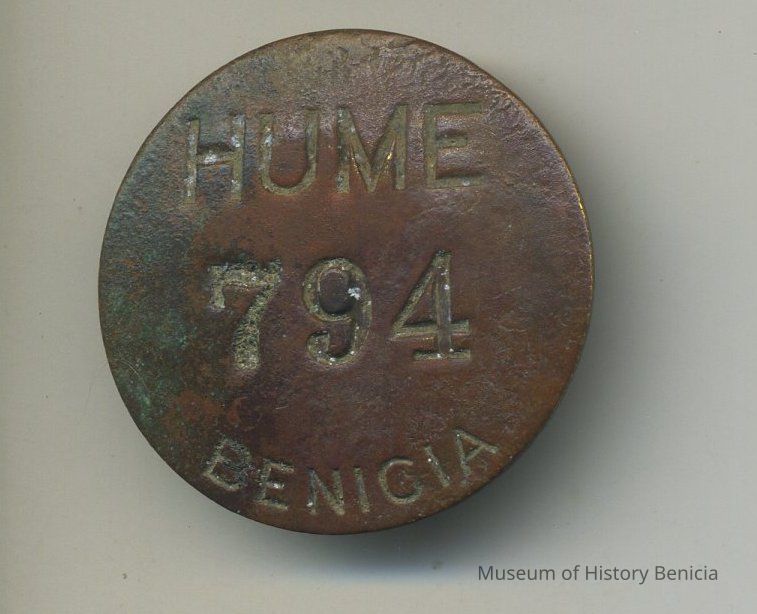 HUME
794
BENICIA
Museum of History Benicia